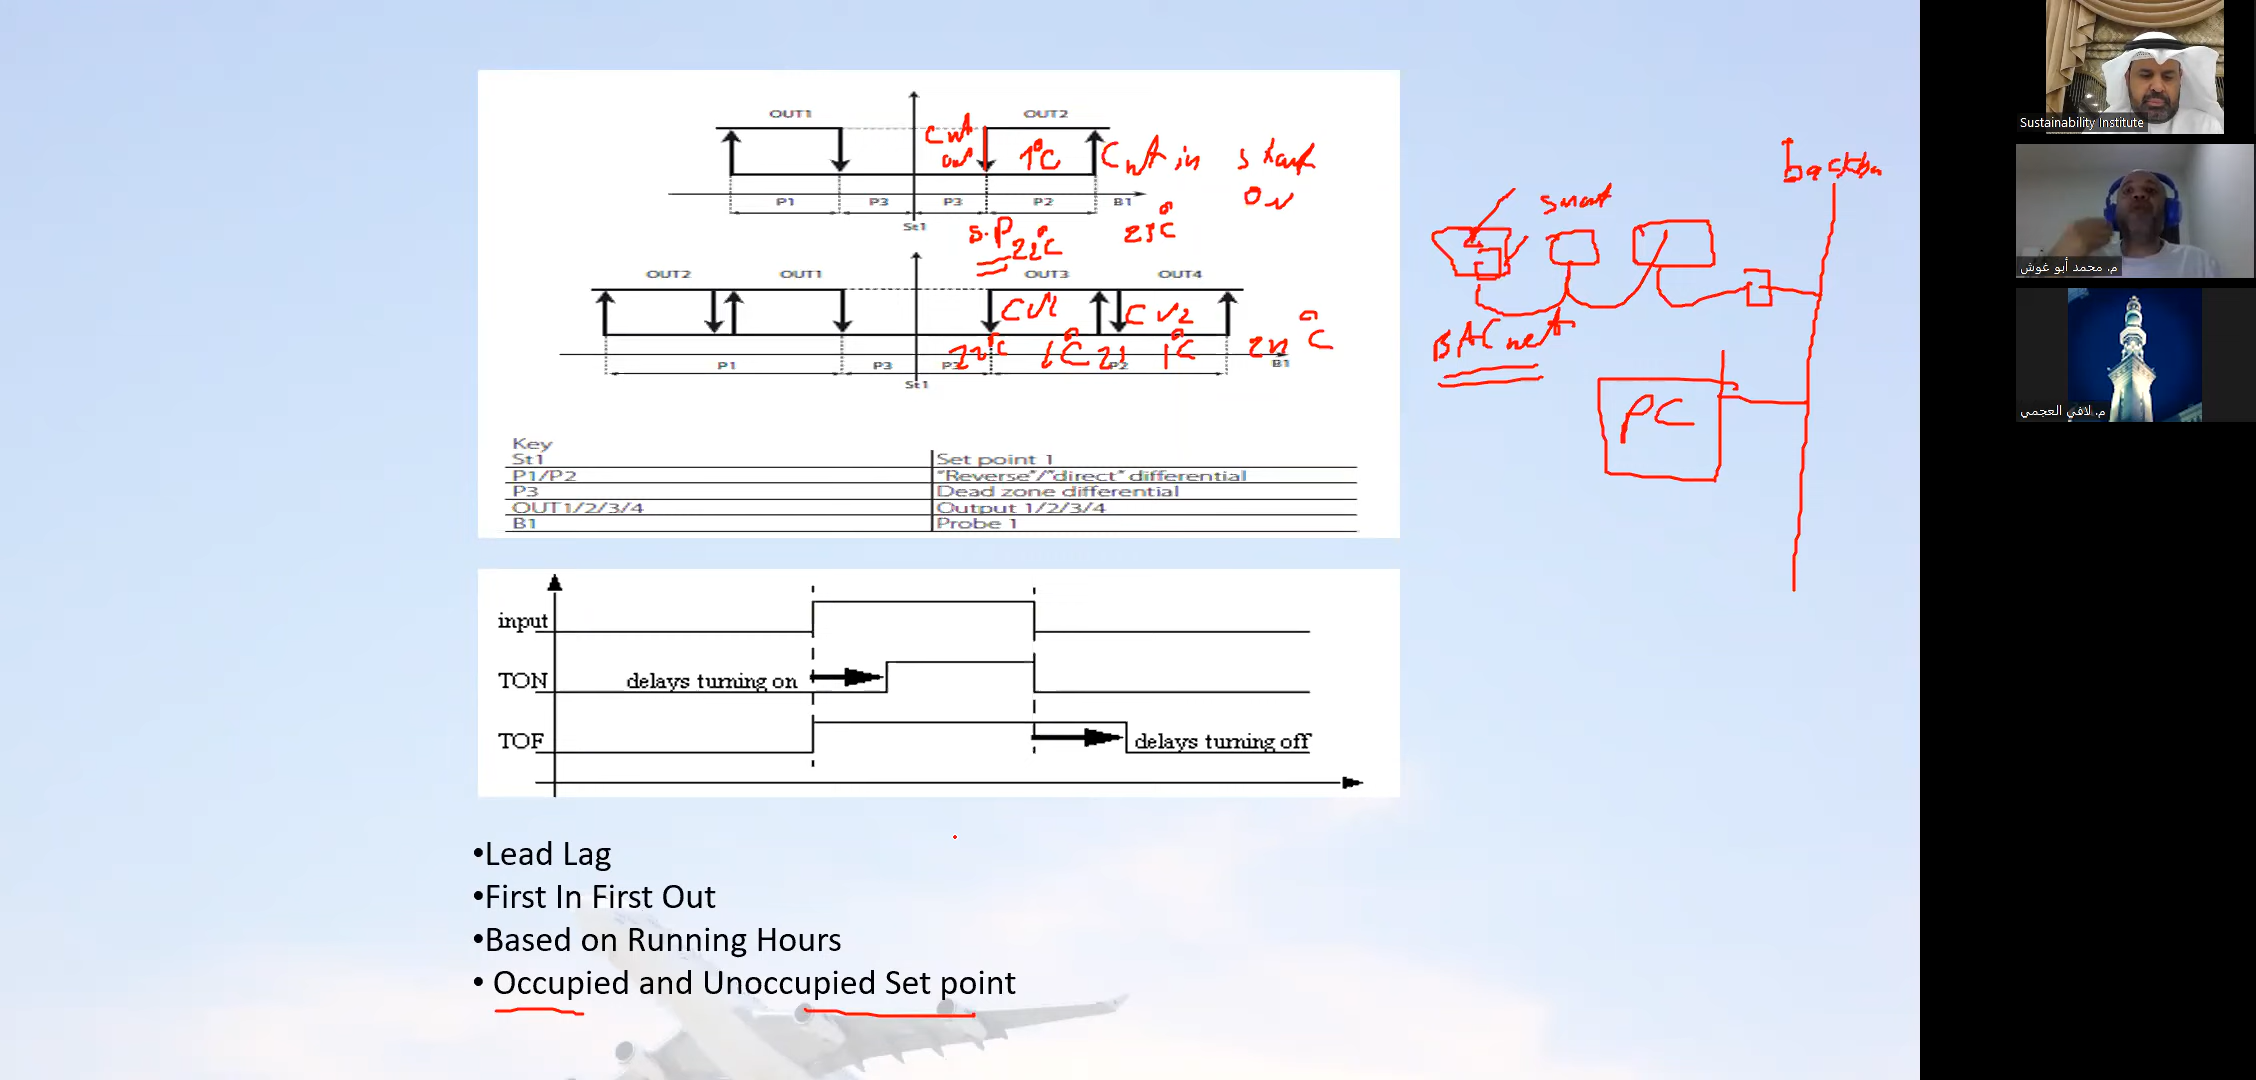 OUT1 OUT2
P1 P3 P3 P2 B1
St1
cut out 1°C cut in start
ON
S.P 22°C 23°C
OUT2 OUT1 OUT3 OUT4
CV1 CV2
22°C 1°C 1°C °C
P1 P3 P2 B1
St1
Key
St1 Set point 1
P1/P2 "Reverse"/"direct" differential
P3 Dead zone differential
OUT1/2/3/4 Output 1/2/3/4
B1 Probe 1
smart
BACnet
PC
input
TON delays turning on
TOF delays turning off
•Lead Lag
•First In First Out
•Based on Running Hours
• Occupied and Unoccupied Set point
Sustainability Institute
م. محمد أبو غوش
م. لافي العجمي